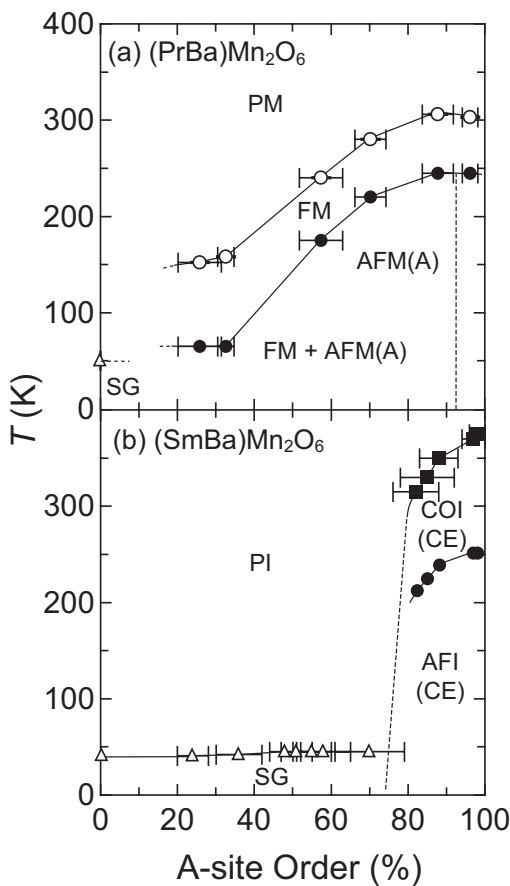 400
(a) (PrBa)Mn₂O₆
PM
300
200
FM
AFM(A)
100
FM + AFM(A)
SG
0
T (K)
(b) (SmBa)Mn₂O₆
300
COI
(CE)
PI
200
AFI
(CE)
100
SG
0
0 20 40 60 80 100
A-site Order (%)